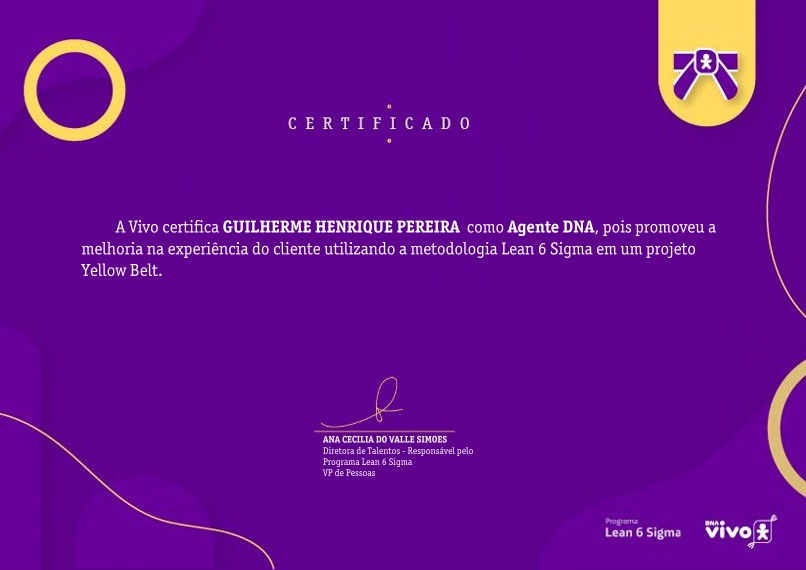 CERTIFICADO
A Vivo certifica GUILHERME HENRIQUE PEREIRA como Agente DNA, pois promoveu a
melhoria na experiência do cliente utilizando a metodologia Lean 6 Sigma em um projeto
Yellow Belt.
ANA CECILIA DO VALLE SIMOES
Diretora de Talentos - Responsável pelo
Programa Lean 6 Sigma
VP de Pessoas
Programa
Lean 6 Sigma
DNA
vivo